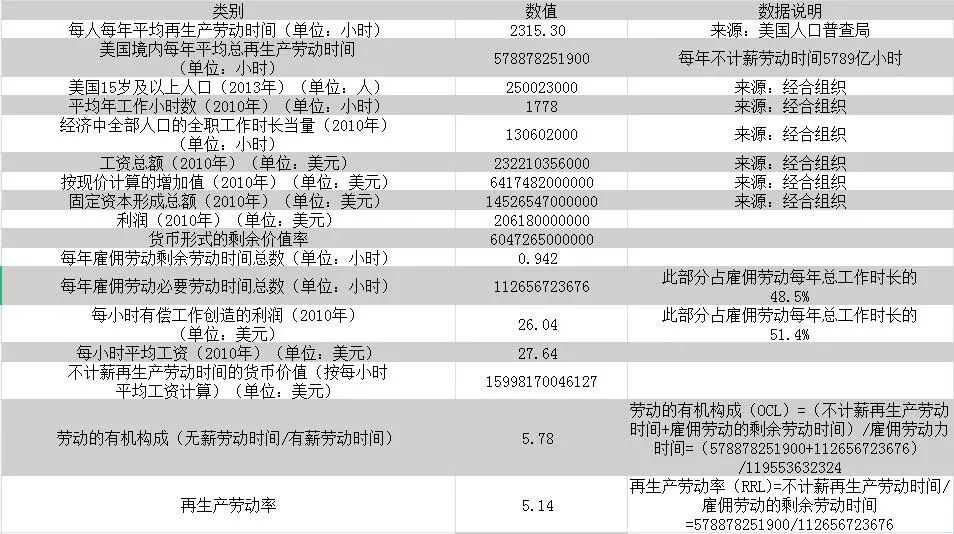 类别 数值 数据说明
每人每年平均再生产劳动时间（单位：小时） 2315.30 来源：美国人口普查局
美国境内每年平均总再生产劳动时间
（单位：小时） 578878251900 每年不计薪劳动时间5789亿小时
美国15岁及以上人口（2013年）（单位：人） 250023000 来源：经合组织
平均年工作小时数（2010年）（单位：小时） 1778 来源：经合组织
经济中全部人口的全职工作时长当量（2010年）
（单位：小时） 130602000 来源：经合组织
工资总额（2010年）（单位：美元） 232210356000 来源：经合组织
按现价计算的增加值（2010年）（单位：美元） 6417482000000 来源：经合组织
固定资本形成总额（2010年）（单位：美元） 14526547000000 来源：经合组织
利润（2010年）（单位：美元） 206180000000
货币形式的剩余价值率 6047265000000
每年雇佣劳动剩余劳动时间总数（单位：小时） 0.942
每年雇佣劳动必要劳动时间总数（单位：小时） 112656723676 此部分占雇佣劳动每年总工作时长的
48.5%
每小时有偿工作创造的利润（2010年）
（单位：美元） 26.04 此部分占雇佣劳动每年总工作时长的
51.4%
每小时平均工资（2010年）（单位：美元） 27.64
不计薪再生产劳动时间的货币价值（按每小时
平均工资计算）（单位：美元） 15998170046127
劳动的有机构成（无薪劳动时间/有薪劳动时间） 5.78 劳动的有机构成（OCL）=（不计薪再生产劳动
时间+雇佣劳动的剩余劳动时间）/雇佣劳动力
时间=（578878251900+112656723676）
/119553632324
再生产劳动率 5.14 再生产劳动率（RRL)=不计薪再生产劳动时间/
雇佣劳动的剩余劳动时间
=578878251900/112656723676